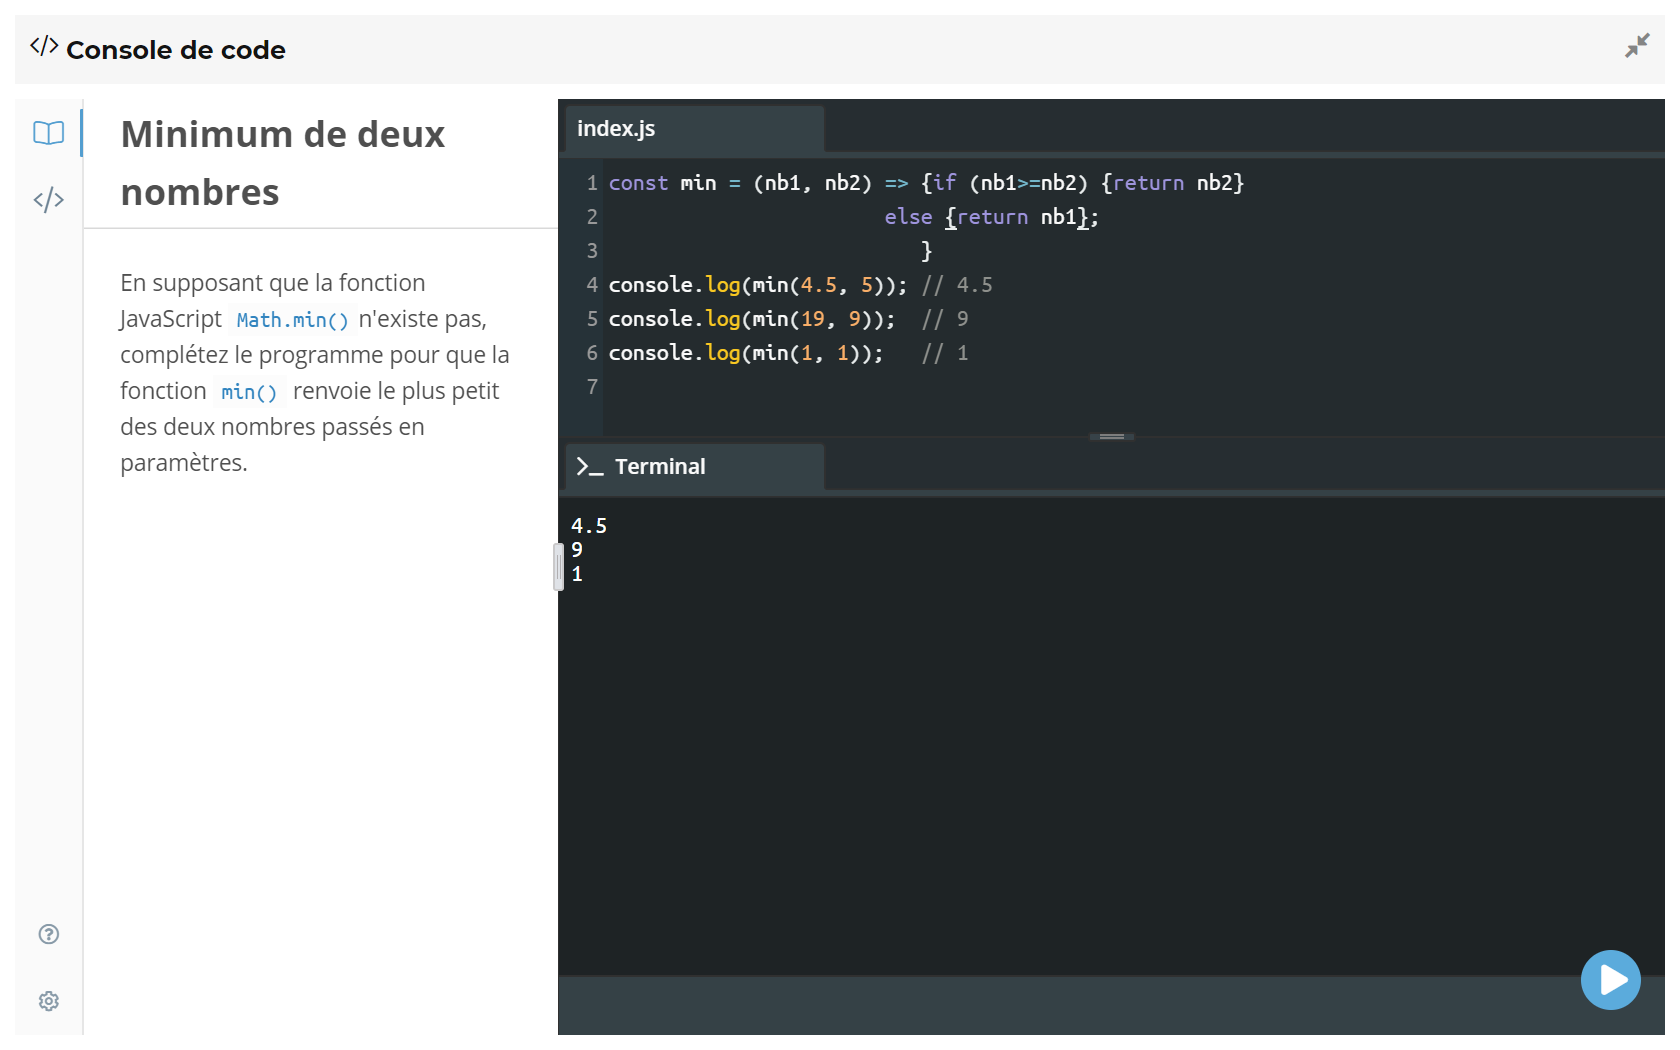 </> Console de code
Minimum de deux
nombres
En supposant que la fonction
JavaScript Math.min() n'existe pas,
complétez le programme pour que la
fonction min() renvoie le plus petit
des deux nombres passés en
paramètres.
index.js
1 const min = (nb1, nb2) => {if (nb1>=nb2) {return nb2}
2                        else {return nb1};
3                           }
4 console.log(min(4.5, 5)); // 4.5
5 console.log(min(19, 9));  // 9
6 console.log(min(1, 1));   // 1
7
>_ Terminal
4.5
9
1